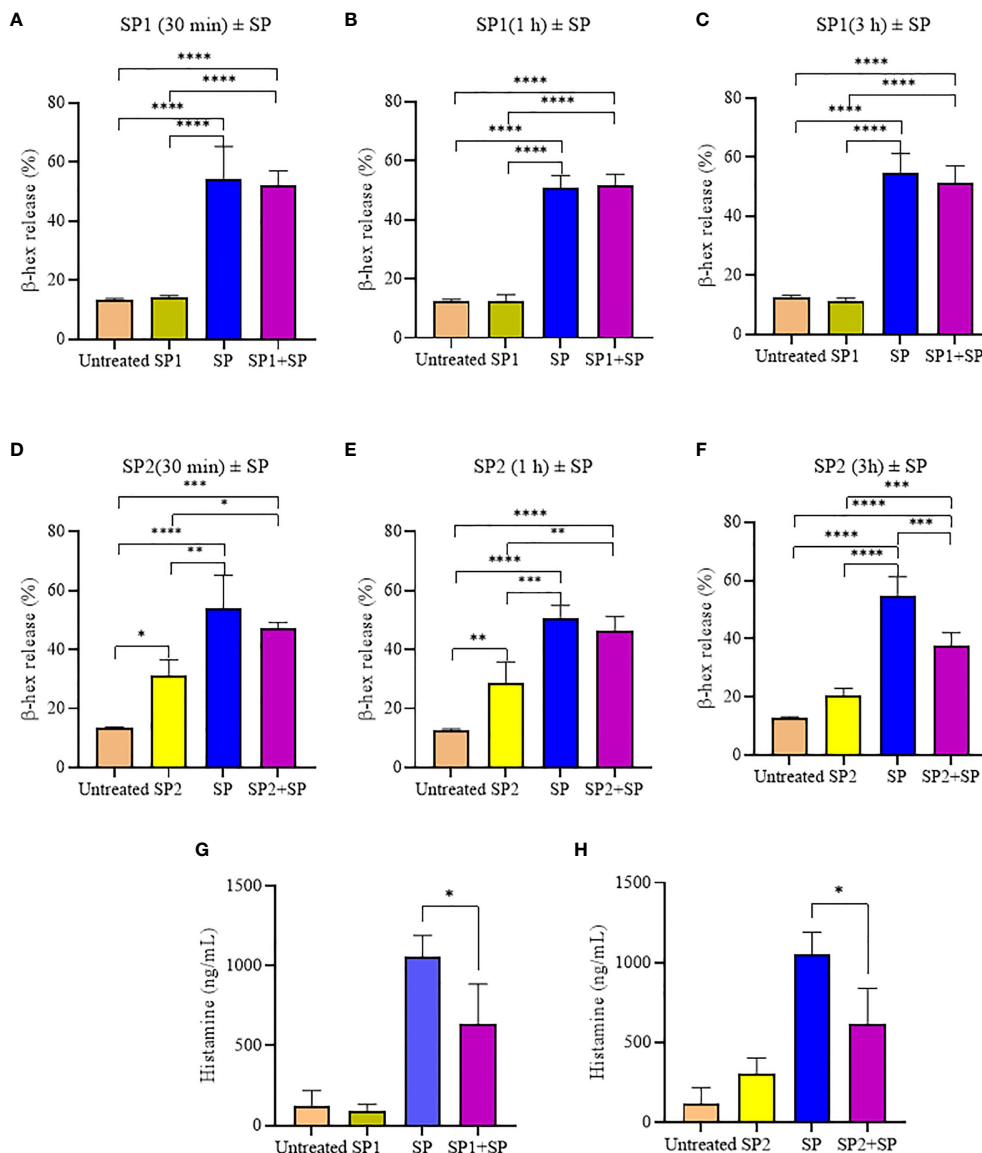 A
SP1 (30 min) ± SP
****
****
****
****
80
60
40
20
0
β-hex release (%)
Untreated SP1 SP SP1+SP
B
SP1(1 h) ± SP
****
****
****
****
80
60
40
20
0
β-hex release (%)
Untreated SP1 SP SP1+SP
C
SP1(3 h) ± SP
****
****
****
****
80
60
40
20
0
β-hex release (%)
Untreated SP1 SP SP1+SP
D
SP2(30 min) ± SP
***
*
****
**
*
80
60
40
20
0
β-hex release (%)
Untreated SP2 SP SP2+SP
E
SP2 (1 h) ± SP
****
**
****
***
**
80
60
40
20
0
β-hex release (%)
Untreated SP2 SP SP2+SP
F
SP2 (3h) ± SP
***
****
***
****
****
80
60
40
20
0
β-hex release (%)
Untreated SP2 SP SP2+SP
G
*
1500
1000
500
0
Histamine (ng/mL)
Untreated SP1 SP SP1+SP
H
*
1500
1000
500
0
Histamine (ng/mL)
Untreated SP2 SP SP2+SP